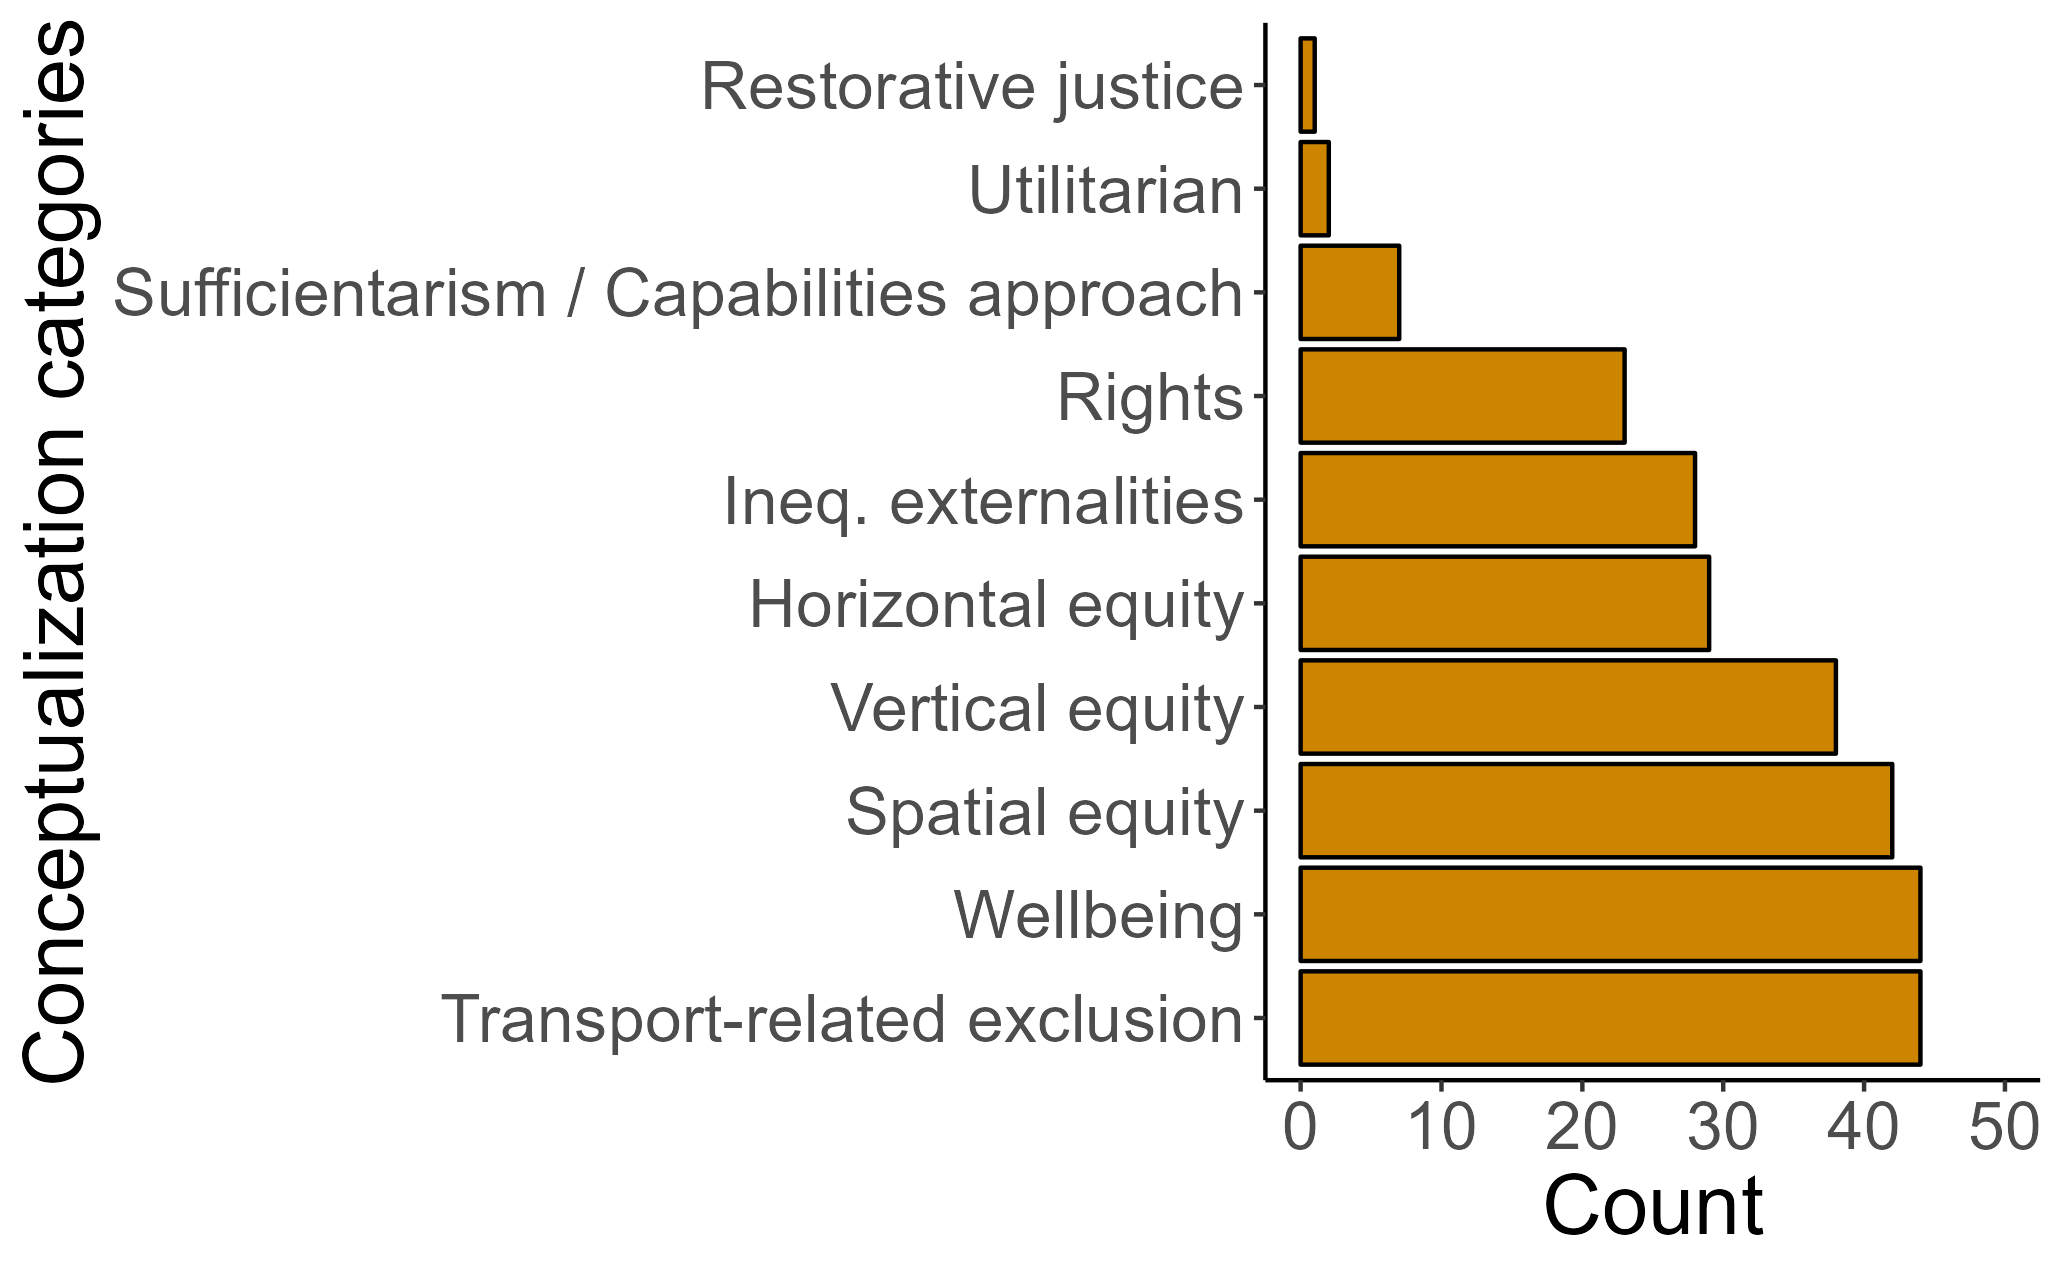 Conceptualization categories
Restorative justice
Utilitarian
Sufficientarism / Capabilities approach
Rights
Ineq. externalities
Horizontal equity
Vertical equity
Spatial equity
Wellbeing
Transport-related exclusion
0 10 20 30 40 50
Count